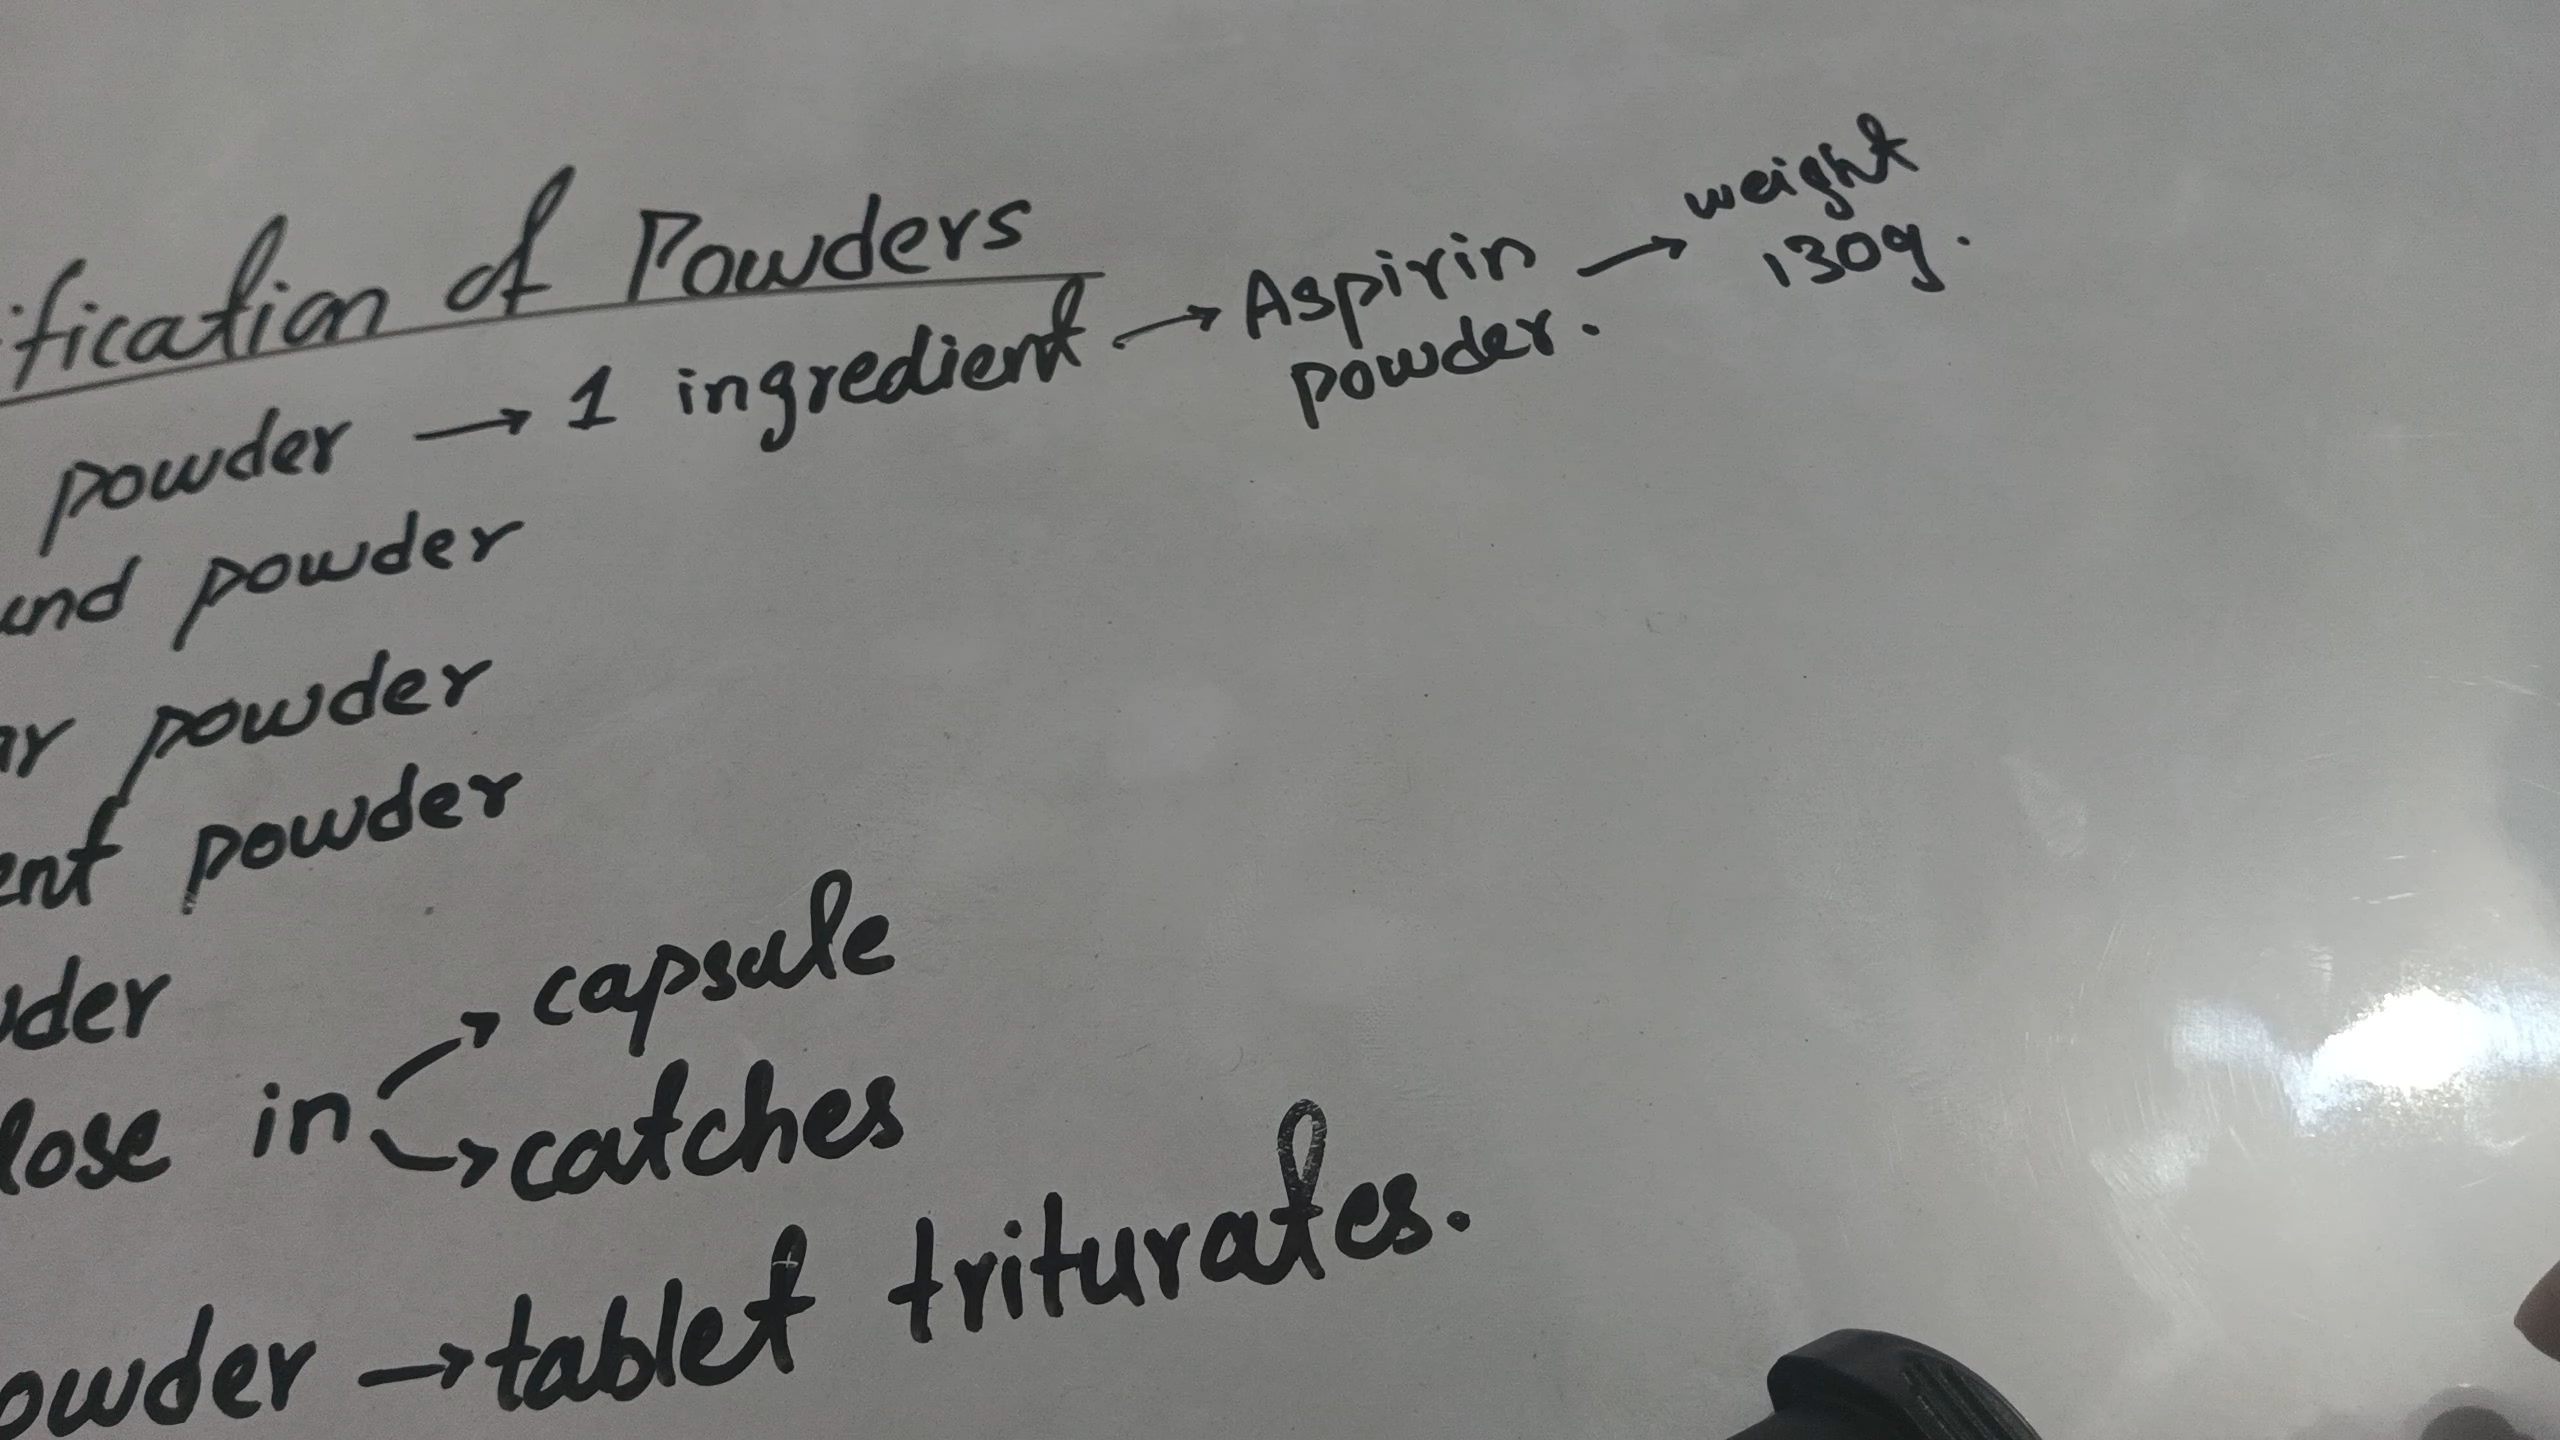 ification of Powders
powder → 1 ingredient → Aspirin powder. → weight 130g.
und powder
ar powder
ent powder
der
lose in → capsule
→ catches
owder → tablet triturates.